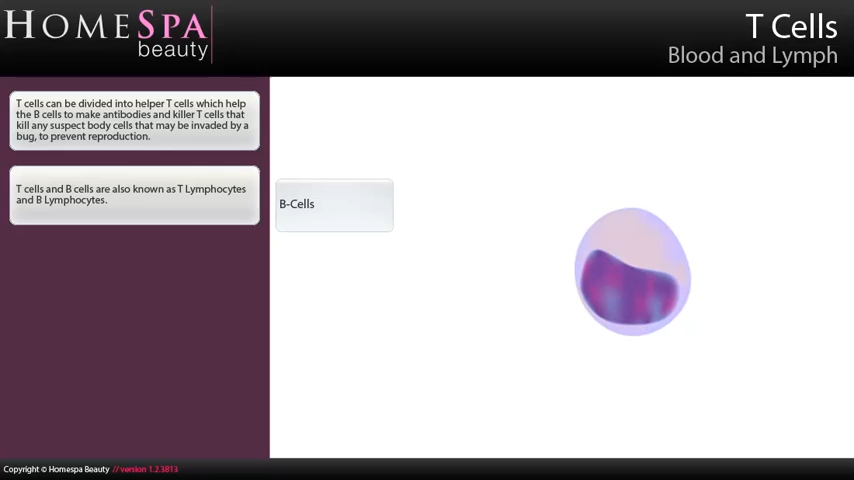 HOMESPA
beauty
T Cells
Blood and Lymph
T cells can be divided into helper T cells which help
the B cells to make antibodies and killer T cells that
kill any suspect body cells that may be invaded by a
bug, to prevent reproduction.
T cells and B cells are also known as T Lymphocytes
and B Lymphocytes.
B-Cells
Copyright © Homespa Beauty // version 1.2.3813